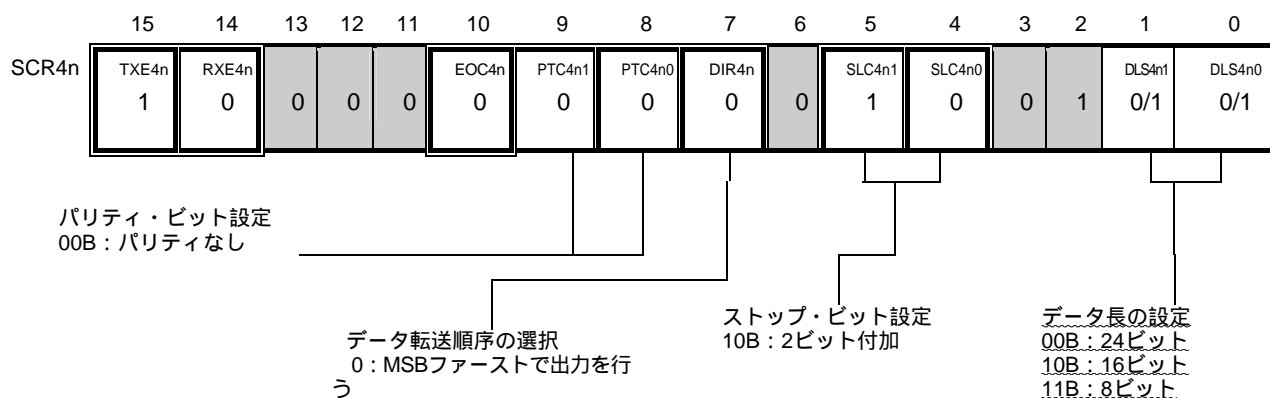 15 14 13 12 11 10 9 8 7 6 5 4 3 2 1 0
SCR4n TXE4n RXE4n EOC4n PTC4n1 PTC4n0 DIR4n SLC4n1 SLC4n0 DLS4n1 DLS4n0
1 0 0 0 0 0 0 0 0 0 1 0 0 1 0/1 0/1
パリティ・ビット設定
00B：パリティなし
データ転送順序の選択
0：MSBファーストで出力を行
う
ストップ・ビット設定
10B：2ビット付加
データ長の設定
00B：24ビット
10B：16ビット
11B：8ビット